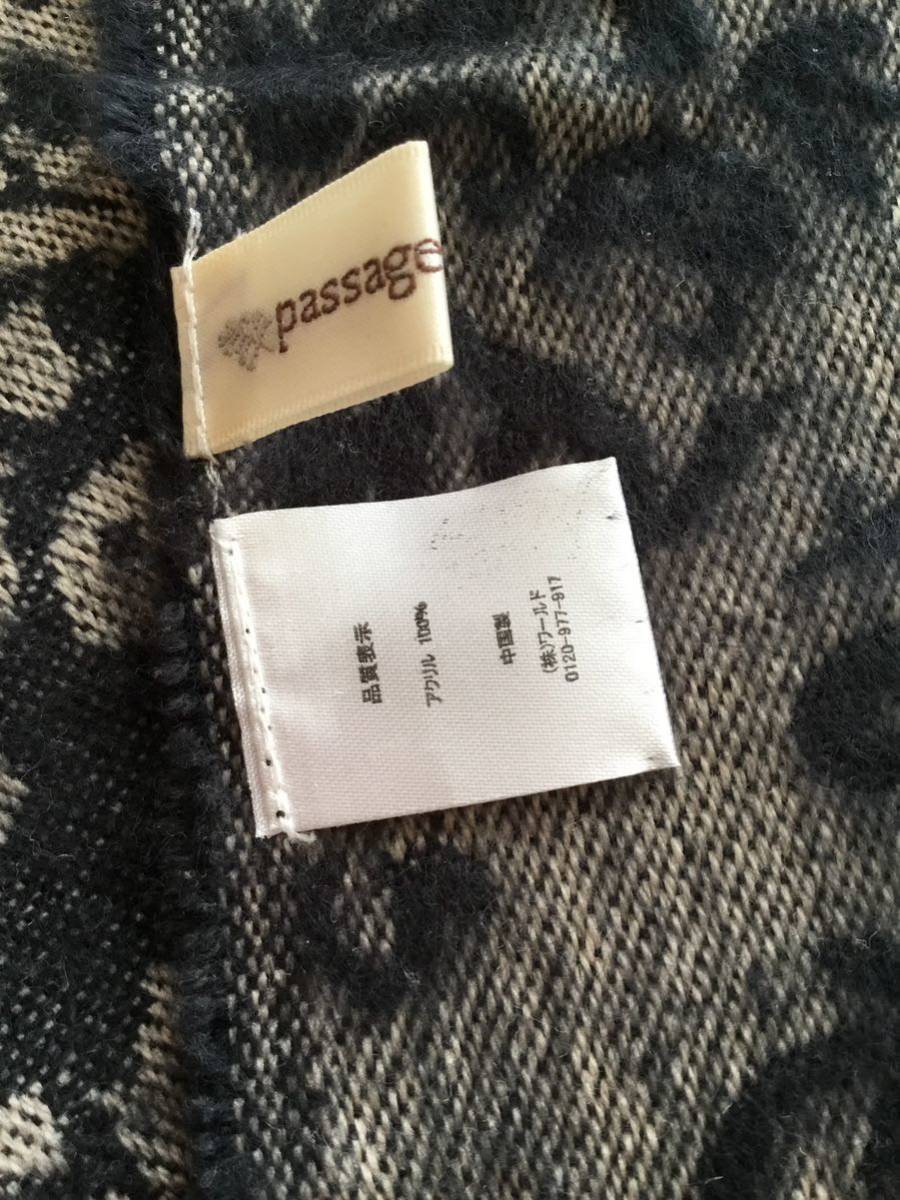 passage
品質表示
アクリル 100%
中国製
(株)ワールド
0120-977-917